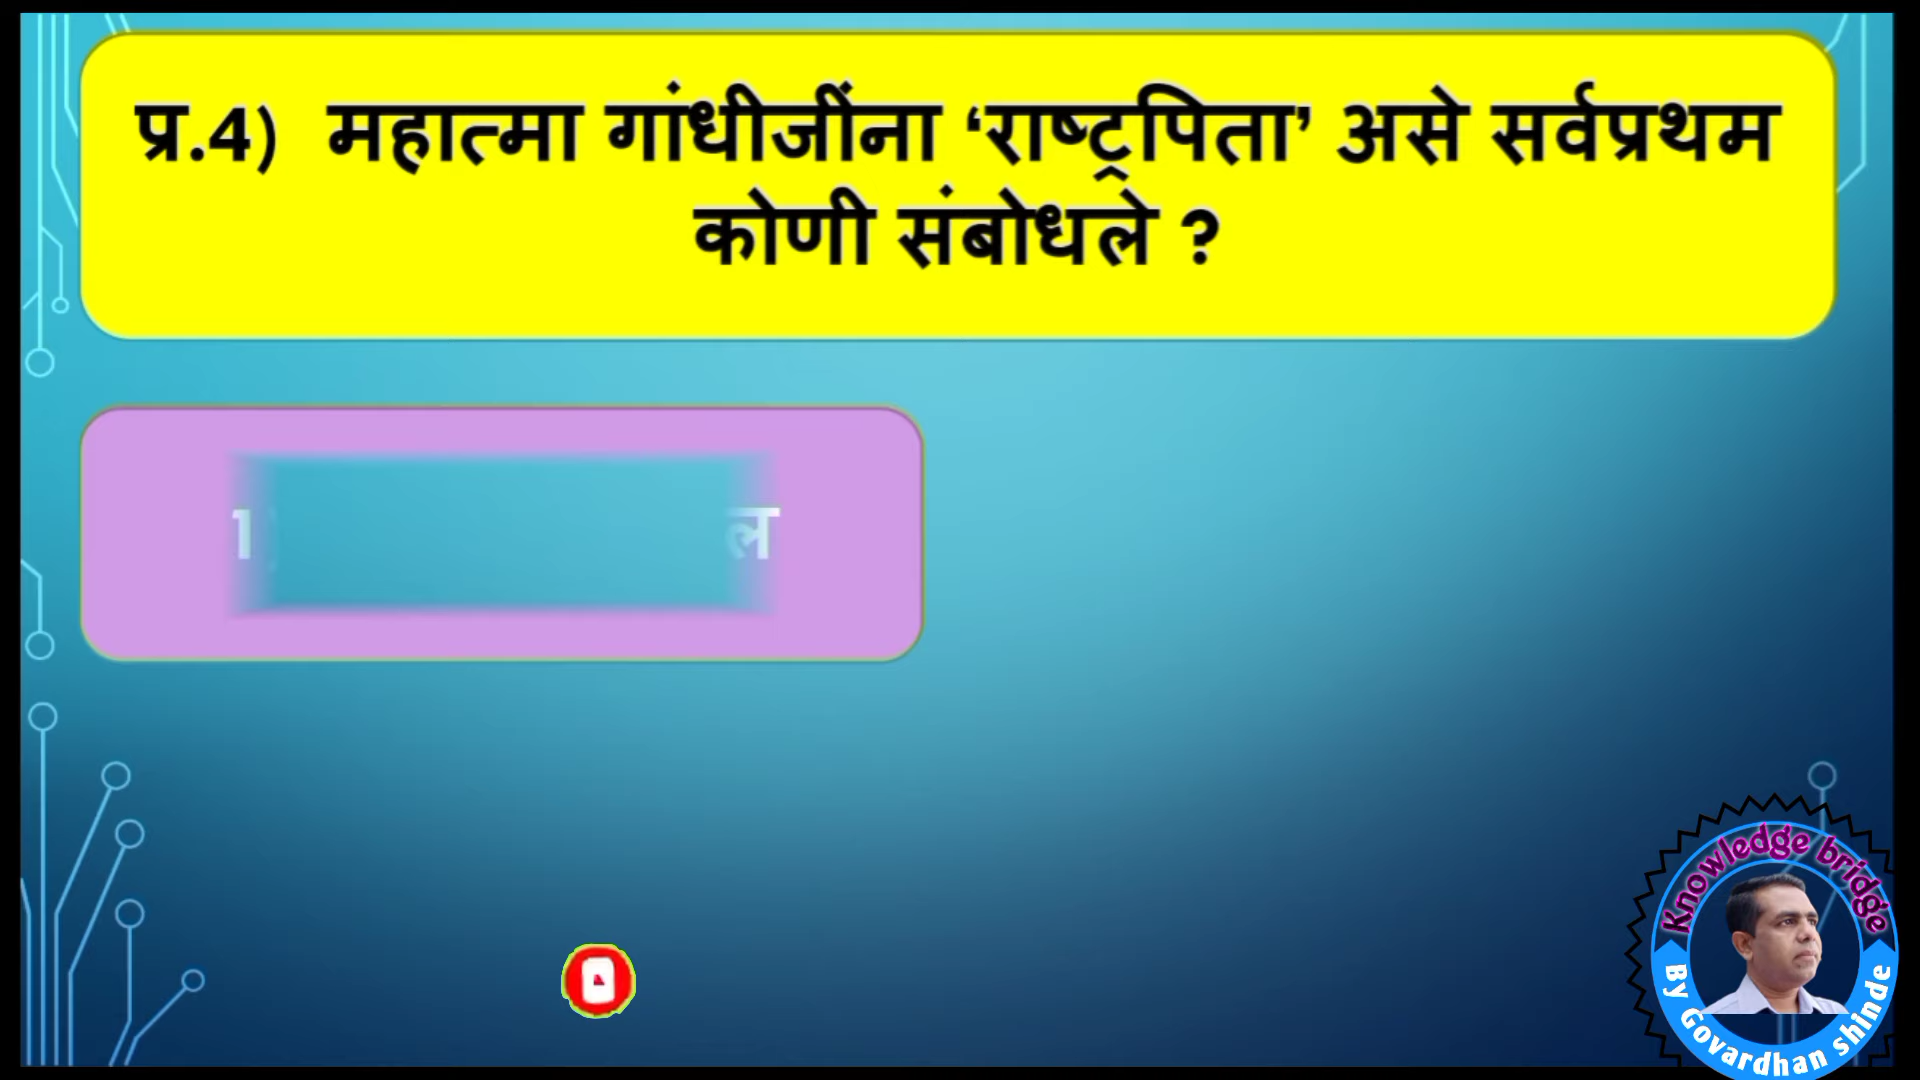 प्र.4) महात्मा गांधीजींना ‘राष्ट्रपिता’ असे सर्वप्रथम
कोणी संबोधले ?
Knowledge bridge
By Govardhan shinde